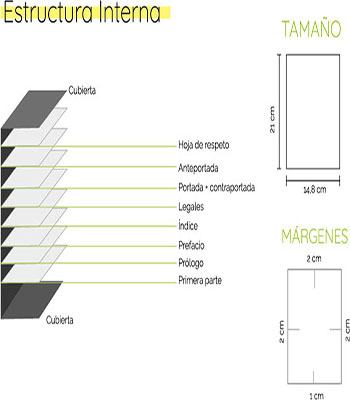 Estructura Interna
Cubierta
Hoja de respeto
Anteportada
Portada + contraportada
Legales
Índice
Prefacio
Prólogo
Primera parte
Cubierta
TAMAÑO
21 cm
14,8 cm
MÁRGENES
2 cm
2 cm
2 cm
1 cm